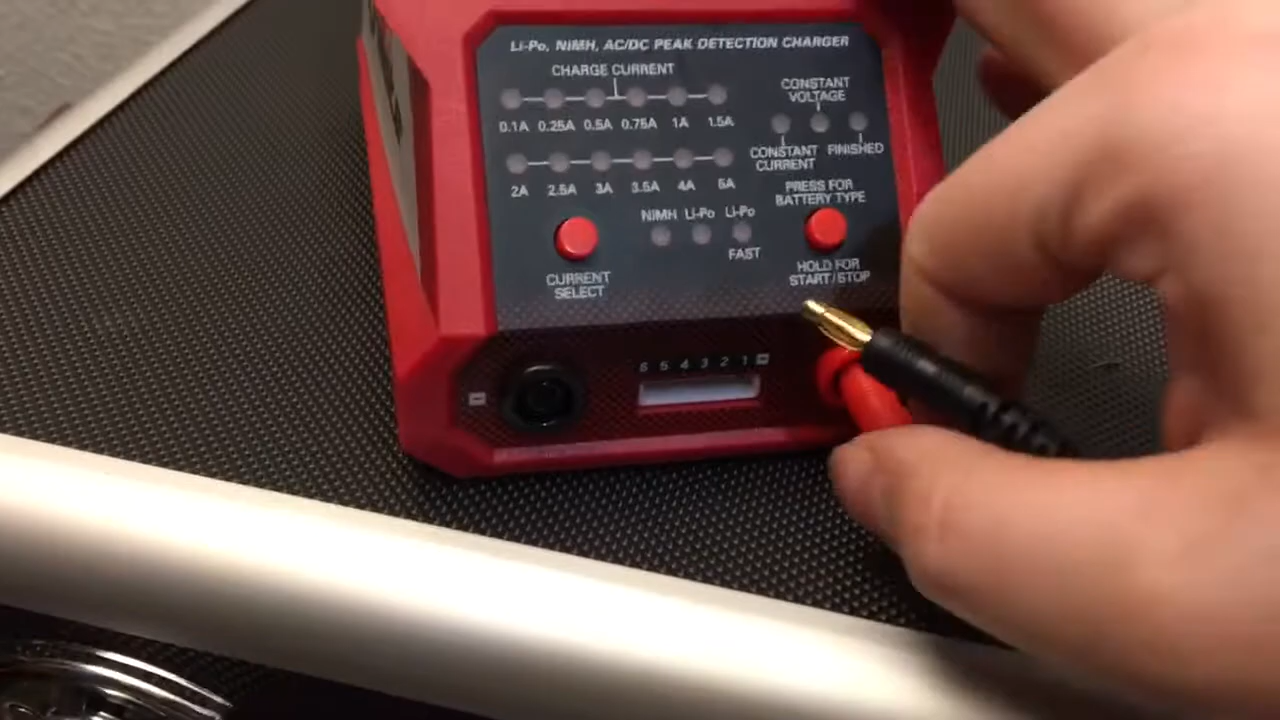 Li-Po, NiMH, AC/DC PEAK DETECTION CHARGER
CHARGE CURRENT
0.1A 0.25A 0.5A 0.75A 1A 1.5A
2A 2.5A 3A 3.5A 4A 5A
CONSTANT
VOLTAGE
CONSTANT
CURRENT
FINISHED
PRESS FOR
BATTERY TYPE
NiMH Li-Po Li-Po
FAST
HOLD FOR
START/STOP
CURRENT
SELECT
6 5 4 3 2 1 -
-